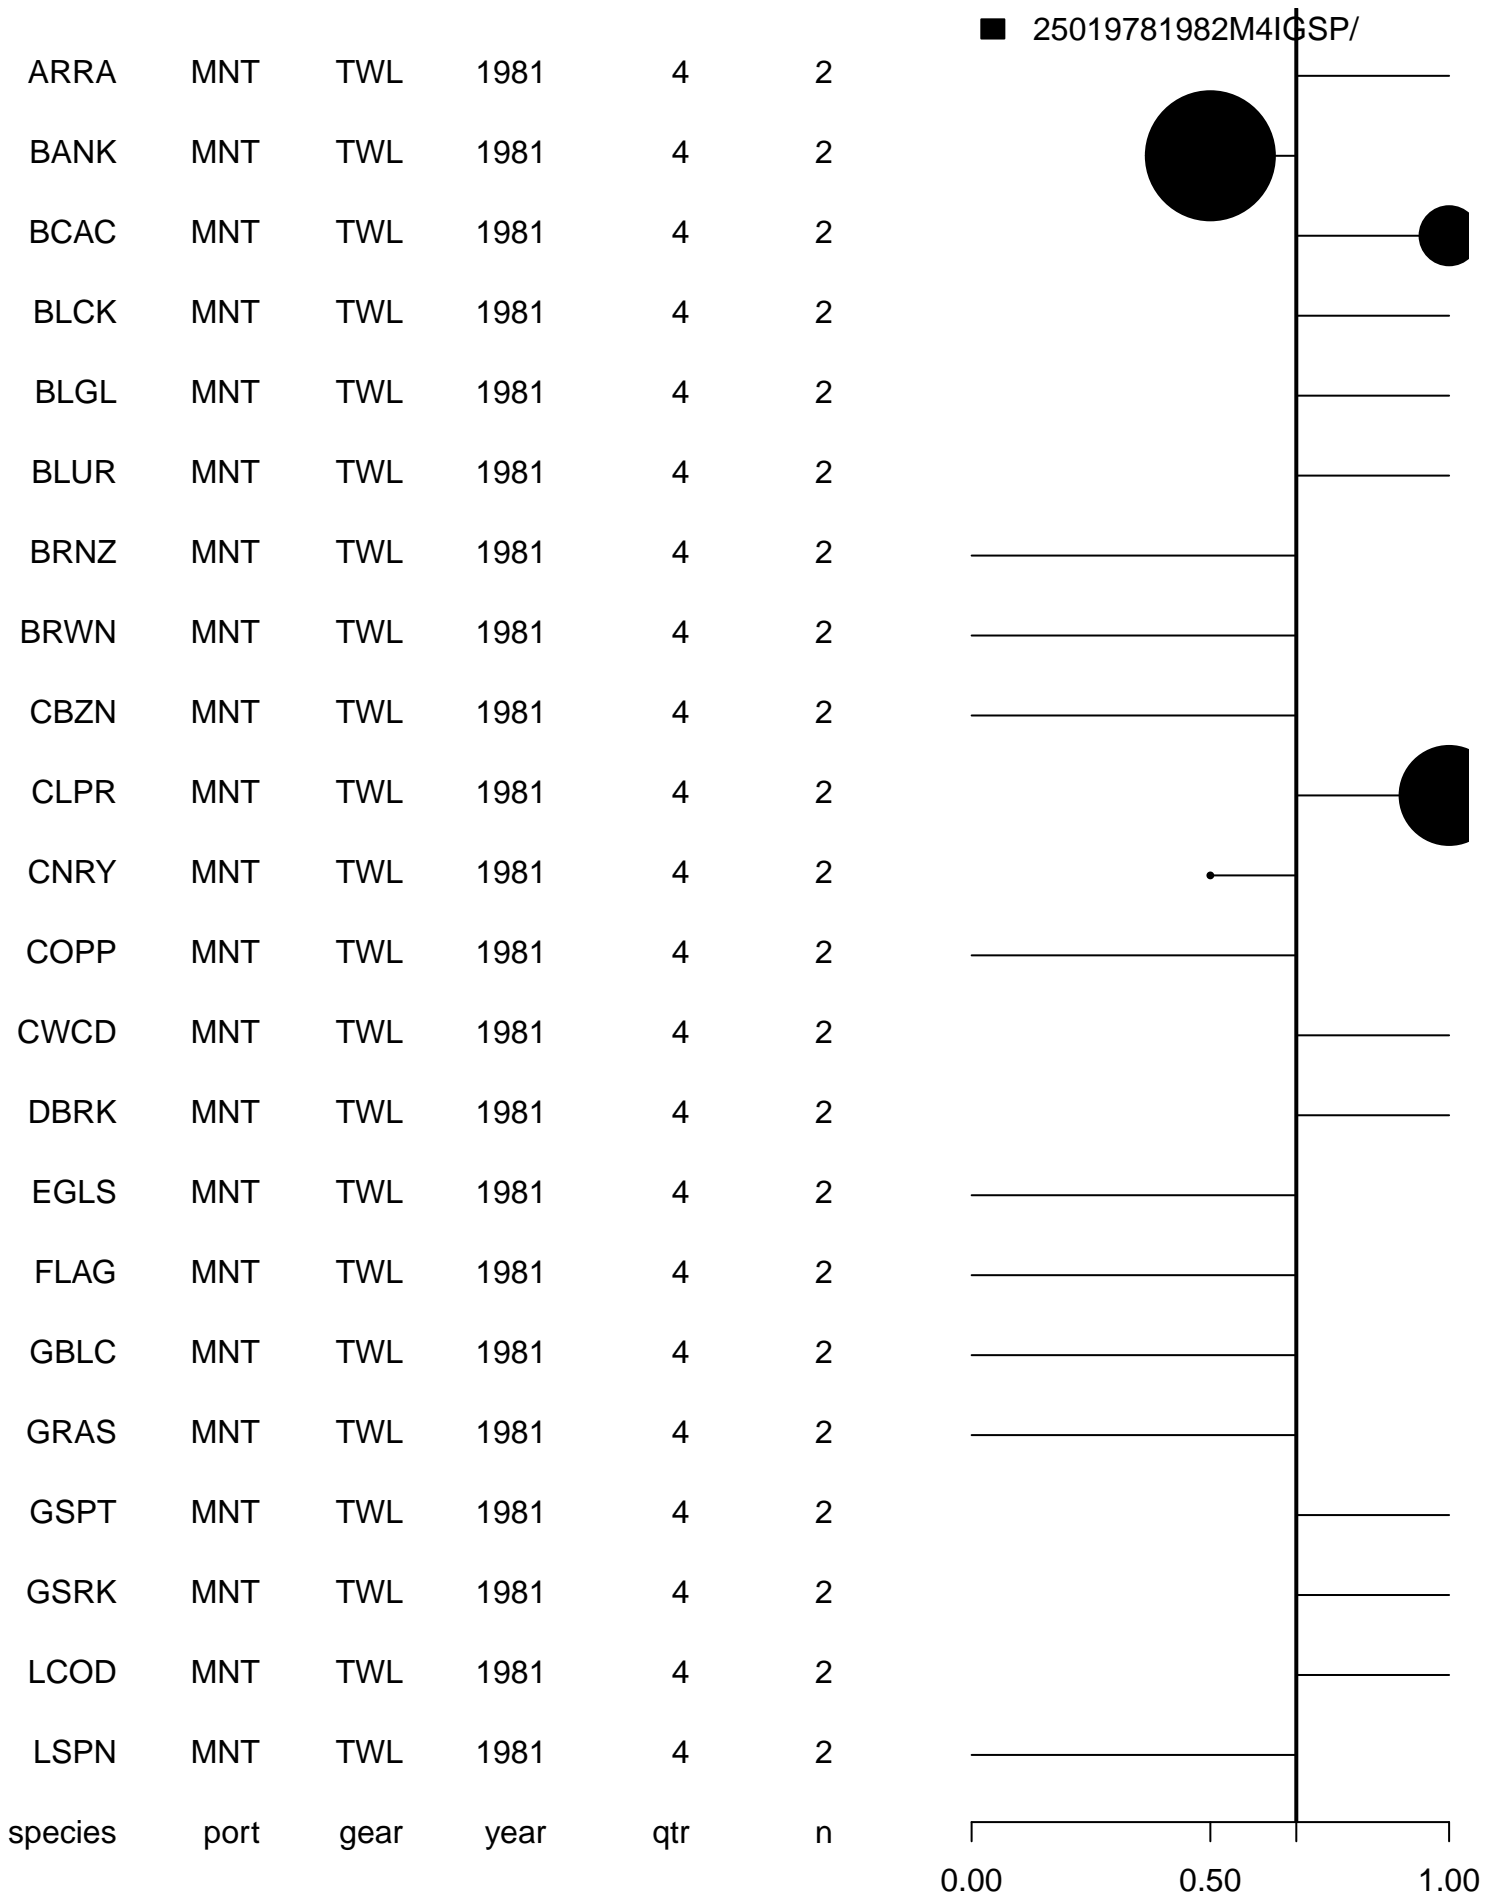 25019781982M4IGSP/
ARRA MNT TWL 1981 4 2
BANK MNT TWL 1981 4 2
BCAC MNT TWL 1981 4 2
BLCK MNT TWL 1981 4 2
BLGL MNT TWL 1981 4 2
BLUR MNT TWL 1981 4 2
BRNZ MNT TWL 1981 4 2
BRWN MNT TWL 1981 4 2
CBZN MNT TWL 1981 4 2
CLPR MNT TWL 1981 4 2
CNRY MNT TWL 1981 4 2
COPP MNT TWL 1981 4 2
CWCD MNT TWL 1981 4 2
DBRK MNT TWL 1981 4 2
EGLS MNT TWL 1981 4 2
FLAG MNT TWL 1981 4 2
GBLC MNT TWL 1981 4 2
GRAS MNT TWL 1981 4 2
GSPT MNT TWL 1981 4 2
GSRK MNT TWL 1981 4 2
LCOD MNT TWL 1981 4 2
LSPN MNT TWL 1981 4 2
species port gear year qtr n
0.00 0.50 1.00